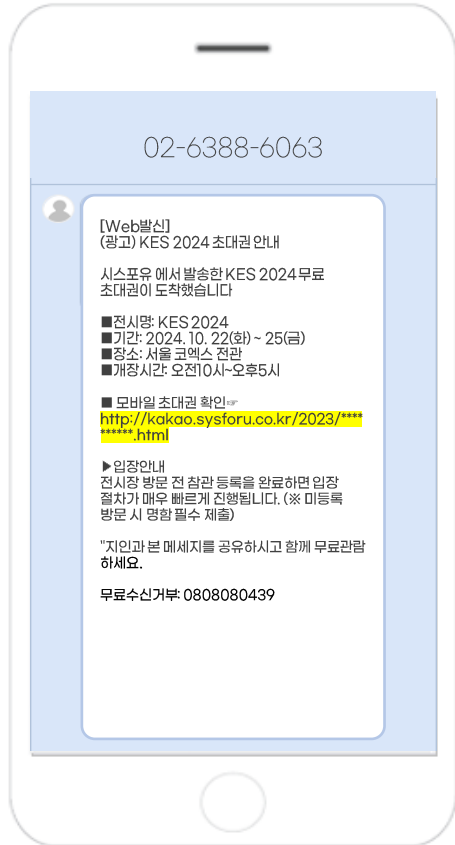 02-6388-6063
[Web발신]
(광고) KES 2024 초대권 안내
시스포유 에서 발송한 KES 2024 무료
초대권이 도착했습니다
■전시명: KES 2024
■기간: 2024. 10. 22(화) ~ 25(금)
■장소: 서울 코엑스 전관
■개장시간: 오전10시~오후5시
■ 모바일 초대권 확인☞
http://kakao.sysforu.co.kr/2023/****
**********.html
▶입장안내
전시장 방문 전 참관 등록을 완료하면 입장
절차가 매우 빠르게 진행됩니다. (※ 미등록
방문 시 명함 필수 제출)
"지인과 본 메세지를 공유하시고 함께 무료관람
하세요.
무료수신거부: 0808080439